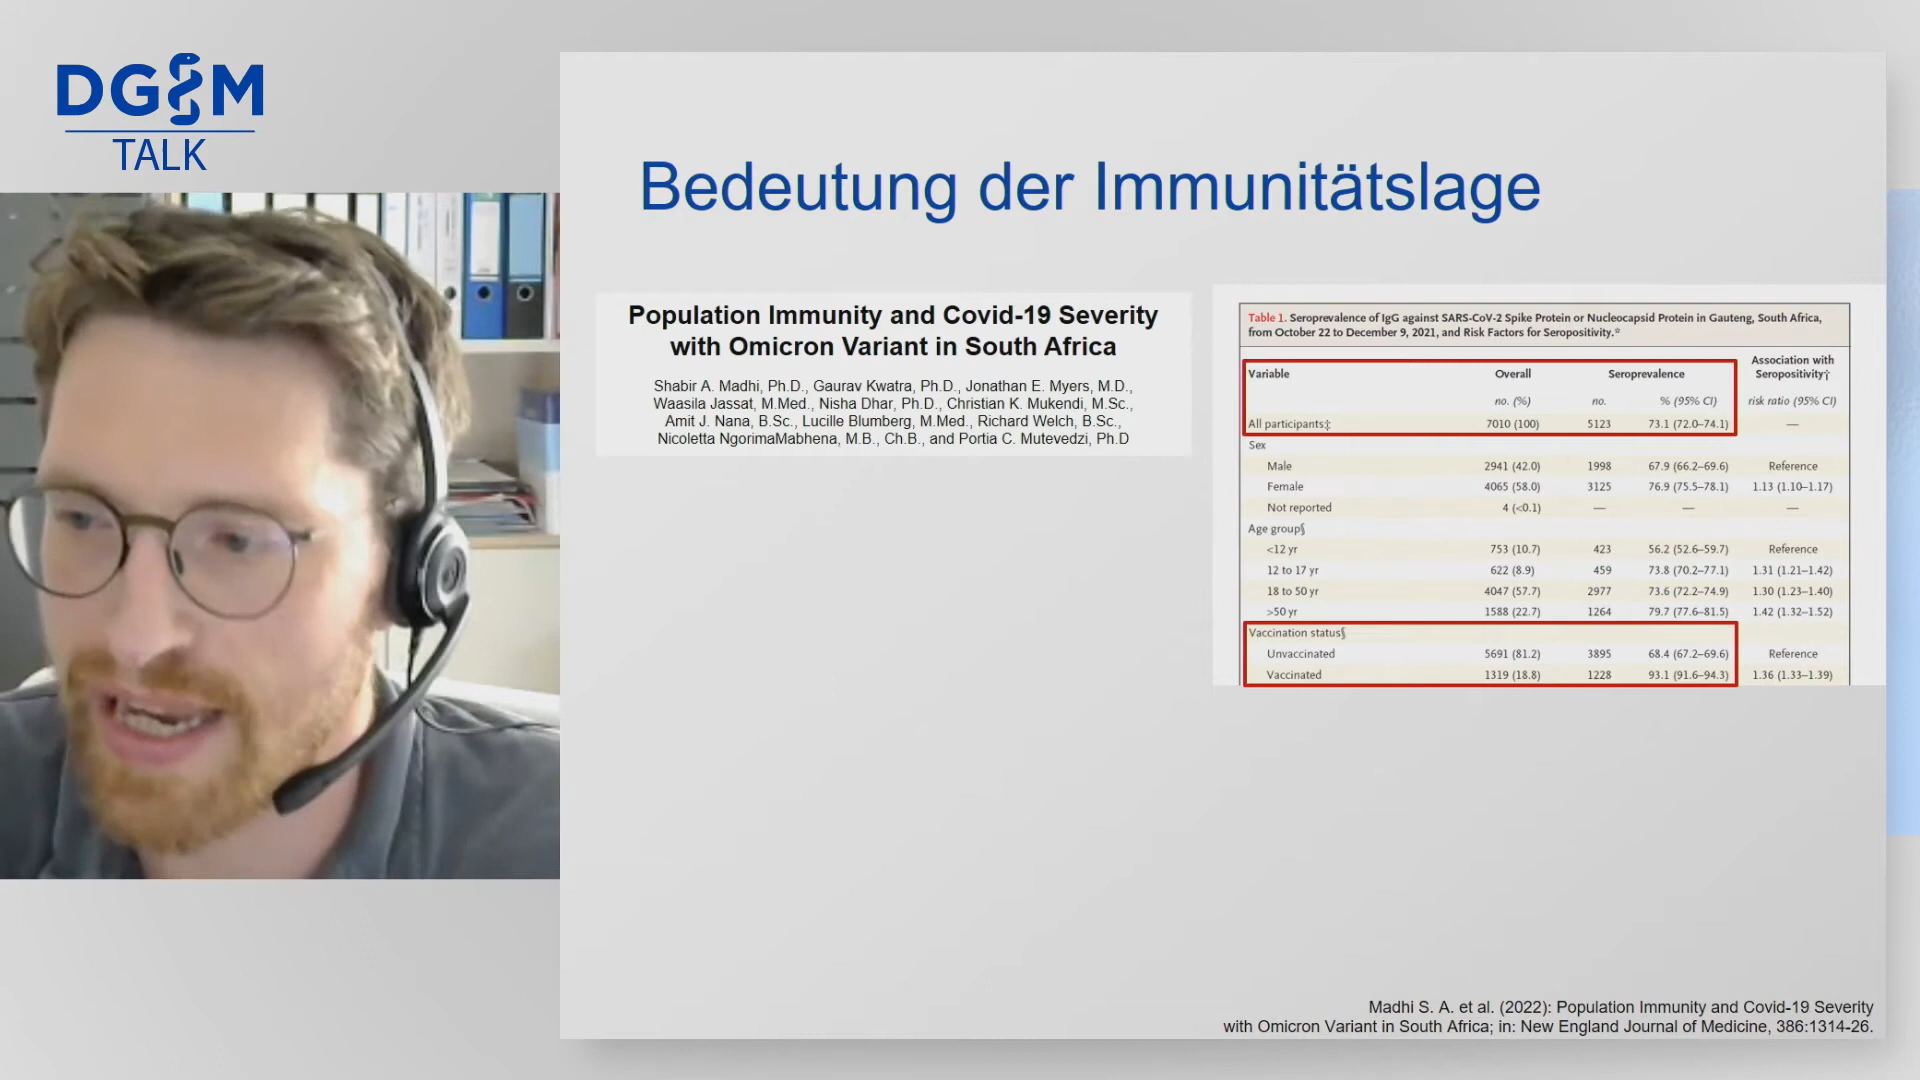 DGIM
TALK
Bedeutung der Immunitätslage
Population Immunity and Covid-19 Severity
with Omicron Variant in South Africa
Shabir A. Madhi, Ph.D., Gaurav Kwatra, Ph.D., Jonathan E. Myers, M.D.,
Waasila Jassat, M.Med., Nisha Dhar, Ph.D., Christian K. Mukendi, M.Sc.,
Amit J. Nana, B.Sc., Lucille Blumberg, M.Med., Richard Welch, B.Sc.,
Nicoletta NgorimaMabhena, M.B., Ch.B., and Portia C. Mutevedzi, Ph.D
Table 1. Seroprevalence of IgG against SARS-CoV-2 Spike Protein or Nucleocapsid Protein in Gauteng, South Africa,
from October 22 to December 9, 2021, and Risk Factors for Seropositivity.*
Variable Overall Seroprevalence Association with Seropositivity†
no. (%) no. % (95% CI) risk ratio (95% CI)
All participants‡ 7010 (100) 5123 73.1 (72.0–74.1) —
Sex
Male 2941 (42.0) 1998 67.9 (66.2–69.6) Reference
Female 4065 (58.0) 3125 76.9 (75.5–78.1) 1.13 (1.10–1.17)
Not reported 4 (<0.1) — — —
Age group§
<12 yr 753 (10.7) 423 56.2 (52.6–59.7) Reference
12 to 17 yr 622 (8.9) 459 73.8 (70.2–77.1) 1.31 (1.21–1.42)
18 to 50 yr 4047 (57.7) 2977 73.6 (72.2–74.9) 1.30 (1.23–1.40)
>50 yr 1588 (22.7) 1264 79.7 (77.6–81.5) 1.42 (1.32–1.52)
Vaccination status§
Unvaccinated 5691 (81.2) 3895 68.4 (67.2–69.6) Reference
Vaccinated 1319 (18.8) 1228 93.1 (91.6–94.3) 1.36 (1.33–1.39)
Madhi S. A. et al. (2022): Population Immunity and Covid-19 Severity
with Omicron Variant in South Africa; in: New England Journal of Medicine, 386:1314-26.